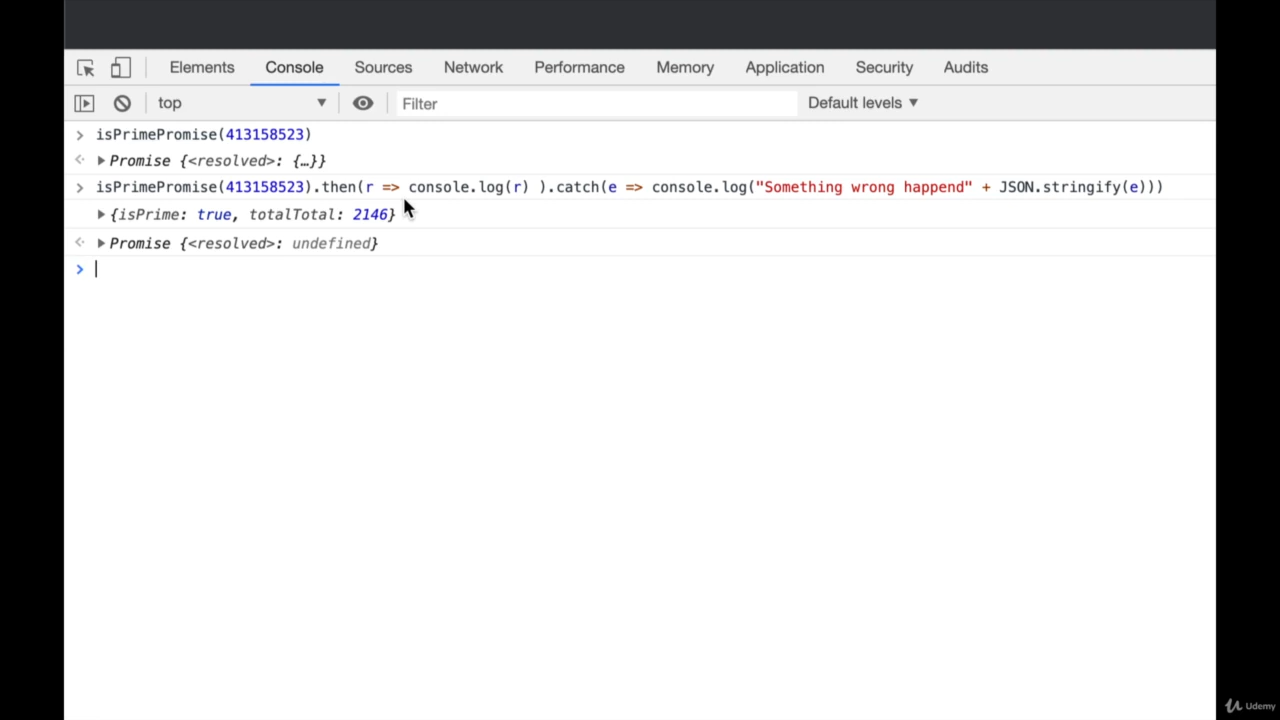 Elements Console Sources Network Performance Memory Application Security Audits
top Filter Default levels
isPrimePromise(413158523)
Promise {<resolved>: {…}}
isPrimePromise(413158523).then(r => console.log(r) ).catch(e => console.log("Something wrong happend" + JSON.stringify(e)))
{isPrime: true, totalTotal: 2146}
Promise {<resolved>: undefined}
Udemy